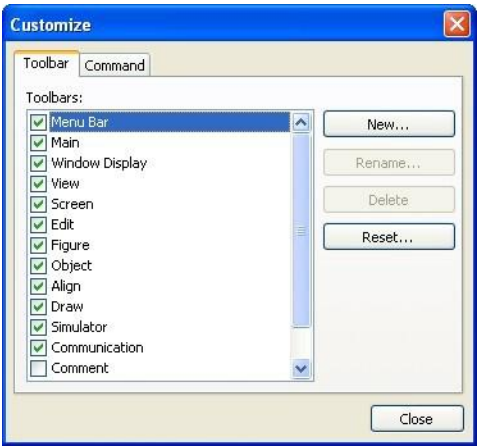 Customize
Toolbar Command
Toolbars:
Menu Bar
Main
Window Display
View
Screen
Edit
Figure
Object
Align
Draw
Simulator
Communication
Comment
New...
Rename...
Delete
Reset...
Close